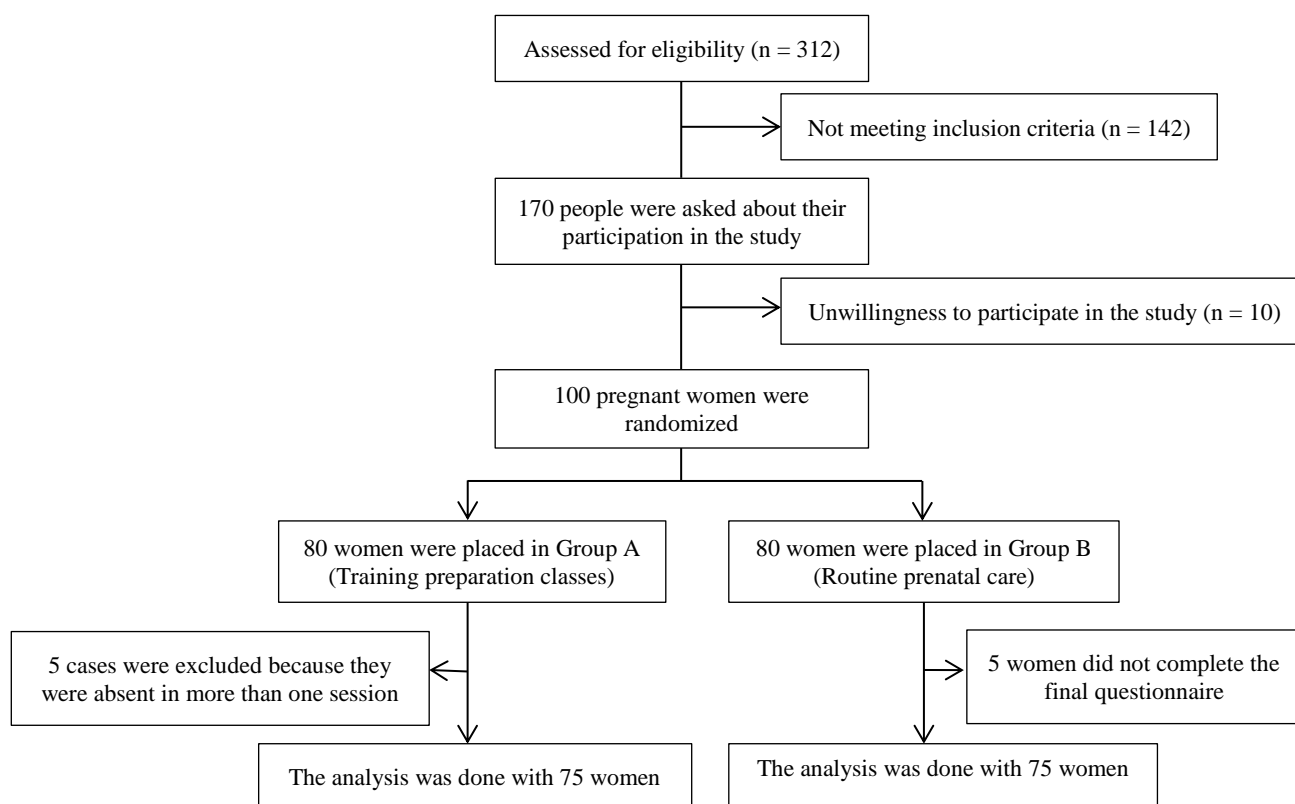 Assessed for eligibility (n = 312)
Not meeting inclusion criteria (n = 142)
170 people were asked about their
participation in the study
Unwillingness to participate in the study (n = 10)
100 pregnant women were
randomized
80 women were placed in Group A
(Training preparation classes)
80 women were placed in Group B
(Routine prenatal care)
5 cases were excluded because they
were absent in more than one session
5 women did not complete the
final questionnaire
The analysis was done with 75 women
The analysis was done with 75 women